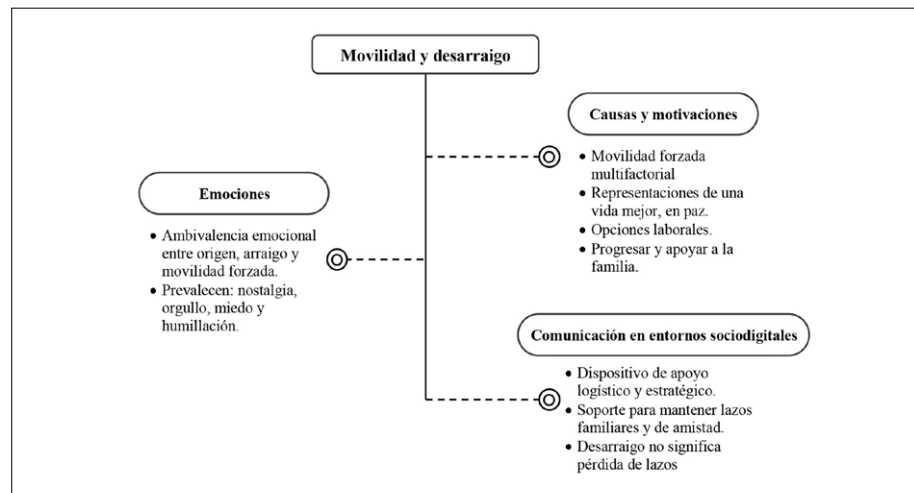 Movilidad y desarraigo
Causas y motivaciones
• Movilidad forzada
multifactorial
• Representaciones de una
vida mejor, en paz.
• Opciones laborales.
• Progresar y apoyar a la
familia.
Emociones
• Ambivalencia emocional
entre origen, arraigo y
movilidad forzada.
• Prevalecen: nostalgia,
orgullo, miedo y
humillación.
Comunicación en entornos sociodigitales
• Dispositivo de apoyo
logístico y estratégico.
• Soporte para mantener lazos
familiares y de amistad.
• Desarraigo no significa
pérdida de lazos